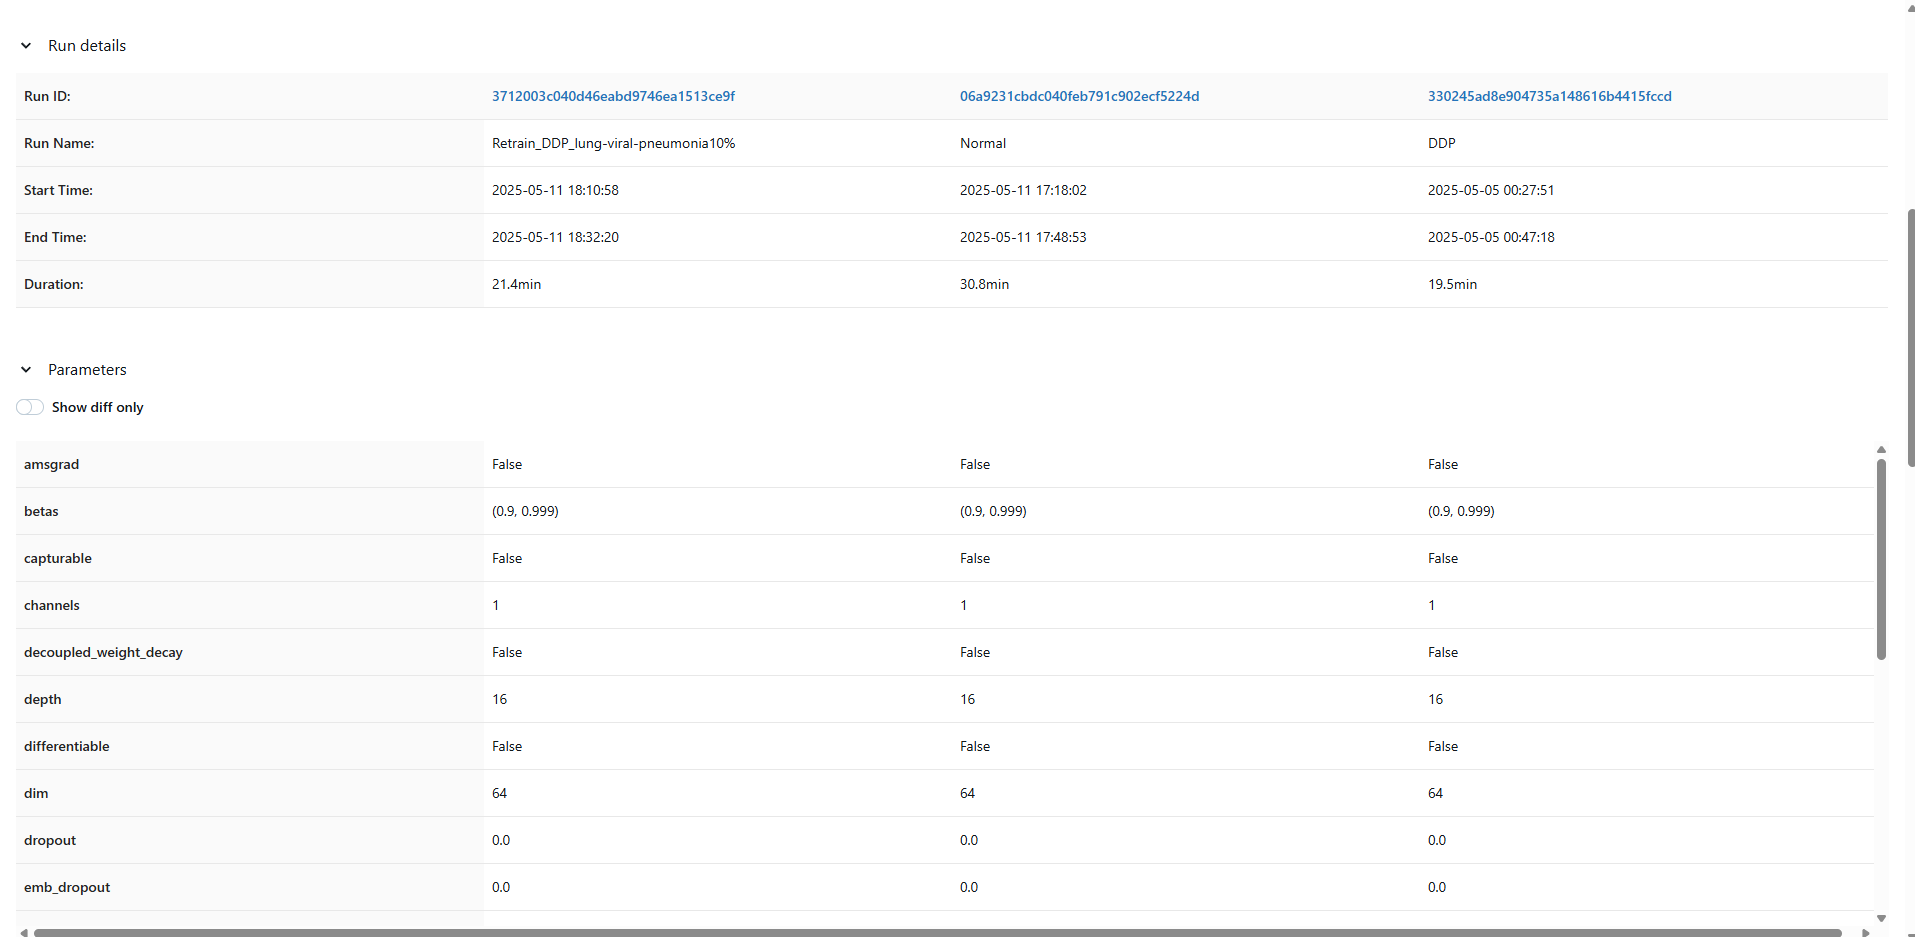 Run details
Run ID: 3712003c040d46eabd9746ea1513ce9f 06a9231cbdc040feb791c902ecf5224d 330245ad8e904735a148616b4415fccd
Run Name: Retrain_DDP_lung-viral-pneumonia10% Normal DDP
Start Time: 2025-05-11 18:10:58 2025-05-11 17:18:02 2025-05-05 00:27:51
End Time: 2025-05-11 18:32:20 2025-05-11 17:48:53 2025-05-05 00:47:18
Duration: 21.4min 30.8min 19.5min
Parameters
Show diff only
amsgrad False False False
betas (0.9, 0.999) (0.9, 0.999) (0.9, 0.999)
capturable False False False
channels 1 1 1
decoupled_weight_decay False False False
depth 16 16 16
differentiable False False False
dim 64 64 64
dropout 0.0 0.0 0.0
emb_dropout 0.0 0.0 0.0